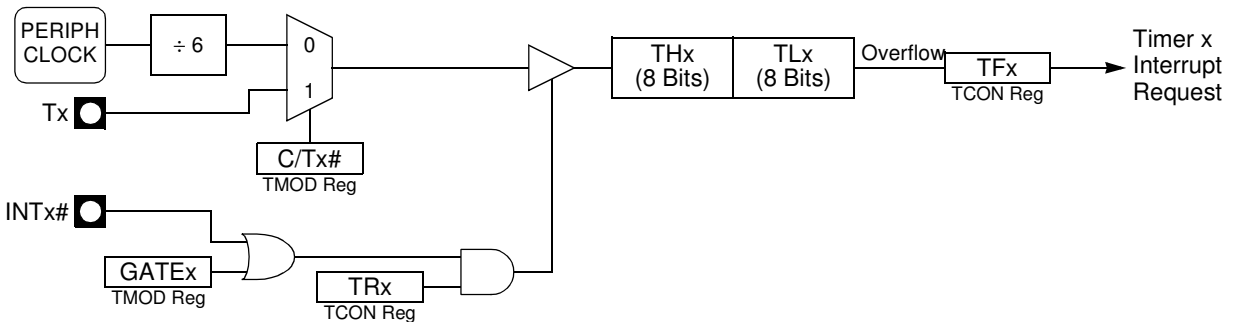 PERIPH
CLOCK
÷ 6
0
1
Tx
C/Tx#
TMOD Reg
THx
(8 Bits)
TLx
(8 Bits)
Overflow
TFx
TCON Reg
Timer x
Interrupt
Request
INTx#
GATEx
TMOD Reg
TRx
TCON Reg